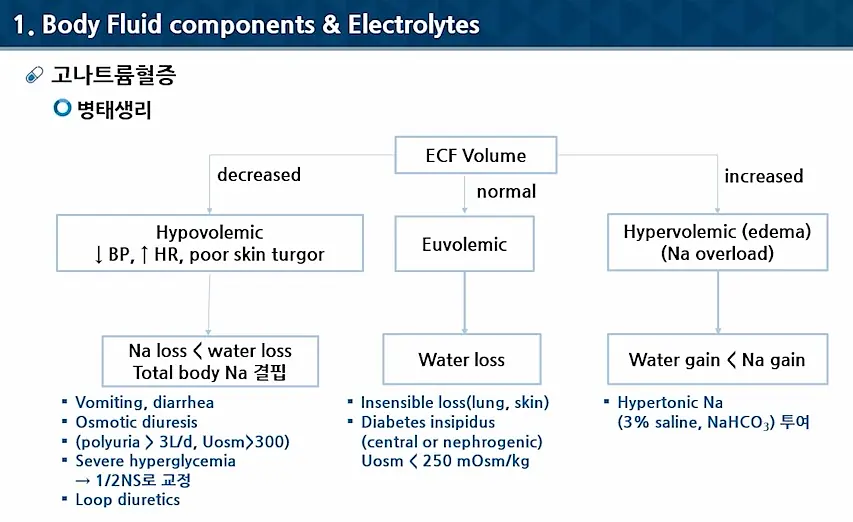 1. Body Fluid components & Electrolytes
고나트륨혈증
병태생리
ECF Volume
decreased
normal
increased
Hypovolemic
↓ BP, ↑ HR, poor skin turgor
Euvolemic
Hypervolemic (edema)
(Na overload)
Na loss < water loss
Total body Na 결핍
Water loss
Water gain < Na gain
▪ Vomiting, diarrhea
▪ Osmotic diuresis
▪ (polyuria > 3L/d, Uosm>300)
▪ Severe hyperglycemia
→ 1/2NS로 교정
▪ Loop diuretics
▪ Insensible loss(lung, skin)
▪ Diabetes insipidus
(central or nephrogenic)
Uosm < 250 mOsm/kg
▪ Hypertonic Na
(3% saline, NaHCO₃) 투여